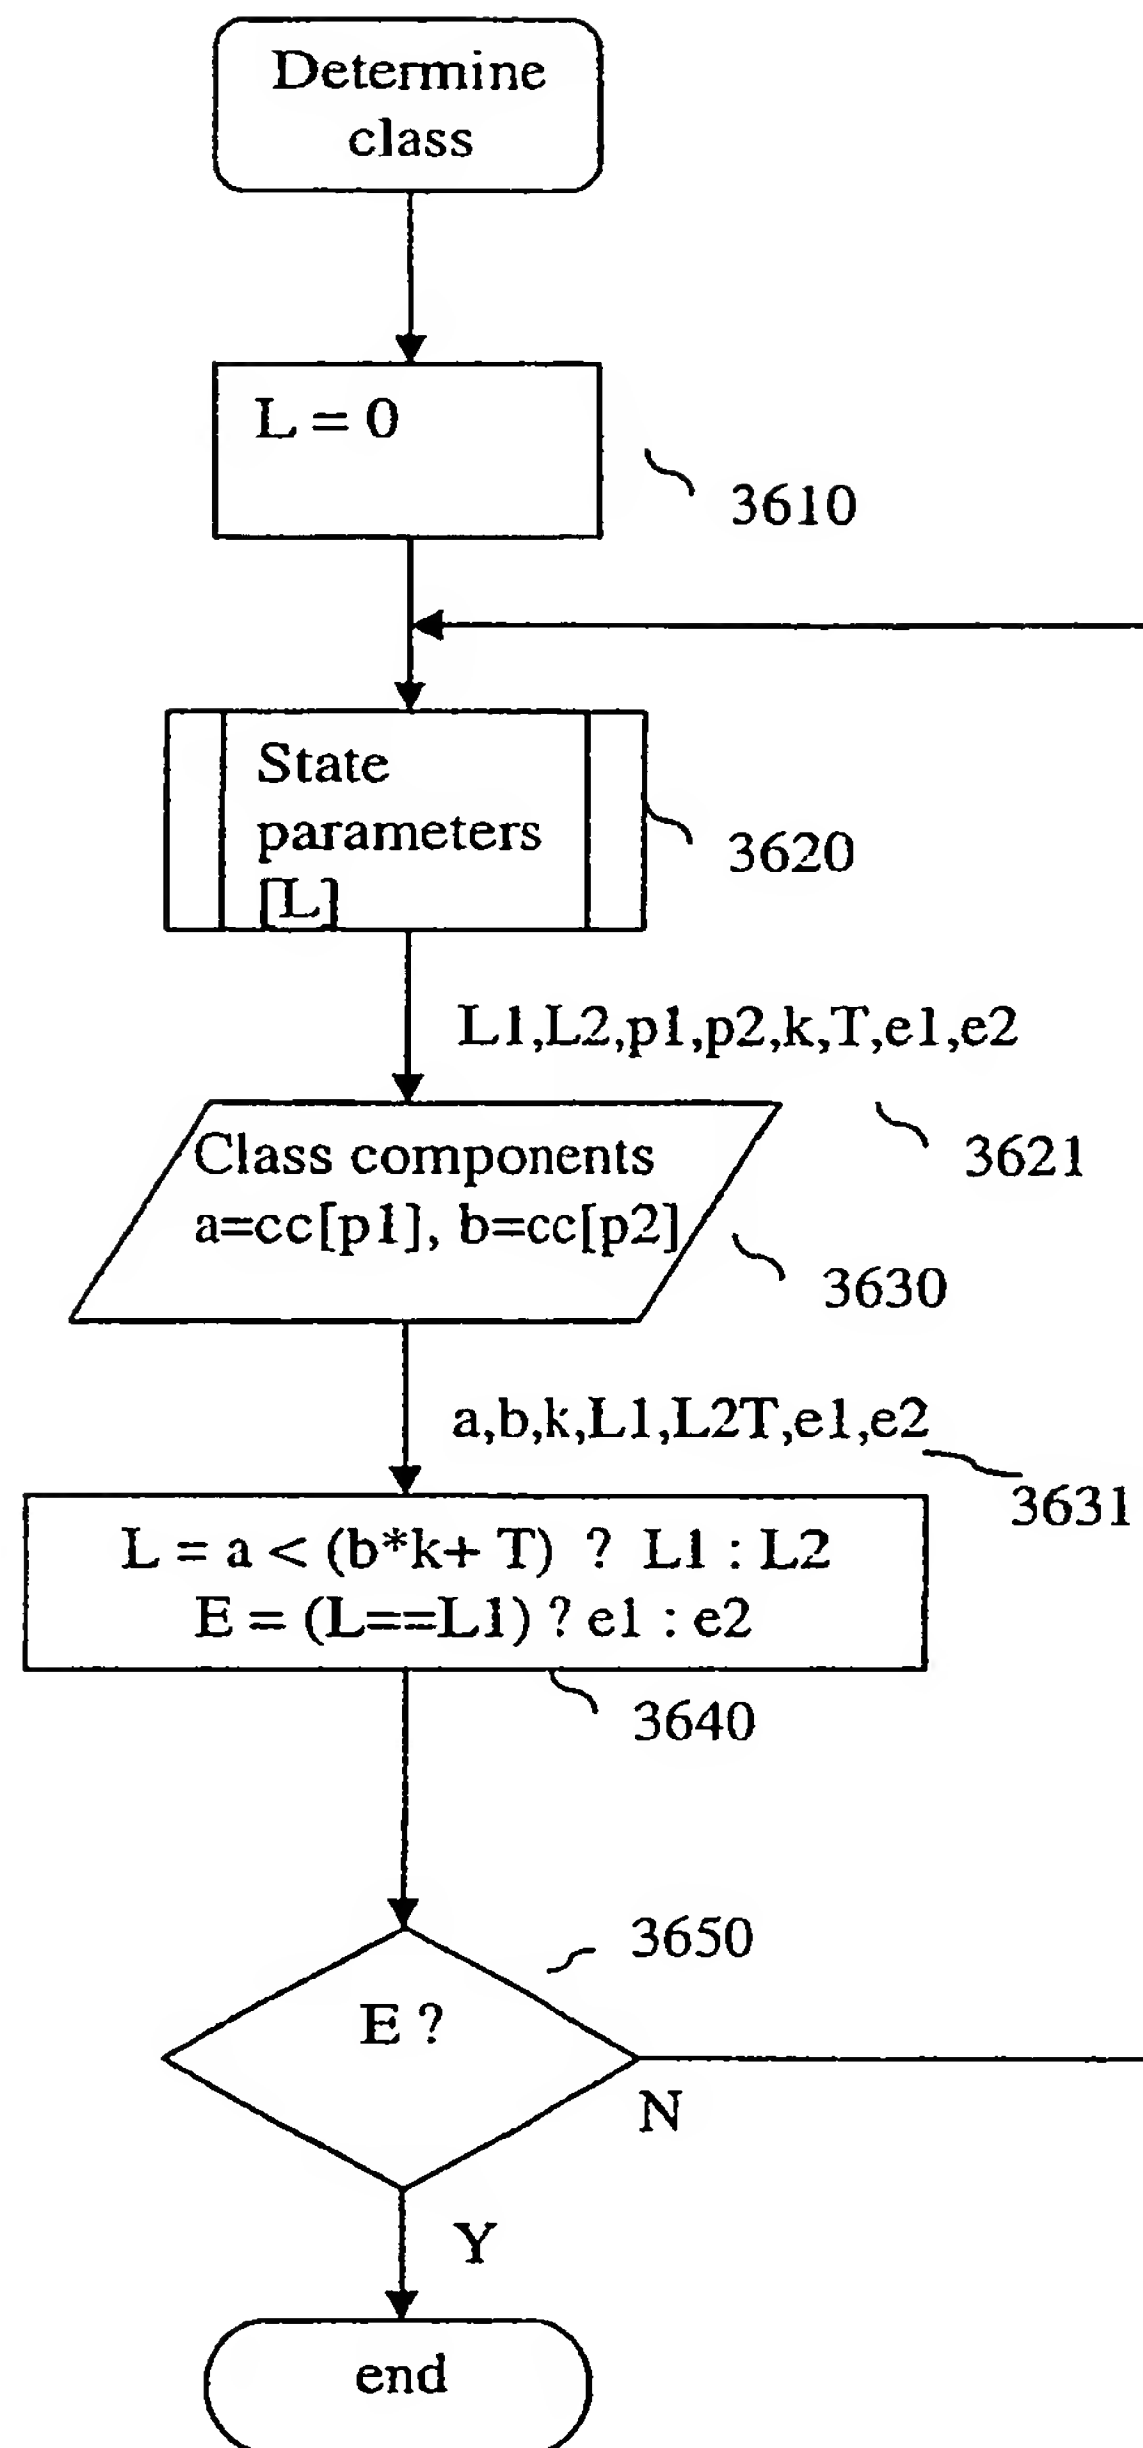 Determine
class
L = 0
3610
State
parameters
[L]
3620
L1,L2,p1,p2,k,T,e1,e2
3621
Class components
a=cc[p1], b=cc[p2]
3630
a,b,k,L1,L2T,e1,e2
3631
L = a < (b*k+ T) ? L1 : L2
E = (L==L1) ? e1 : e2
3640
3650
E ?
N
Y
end